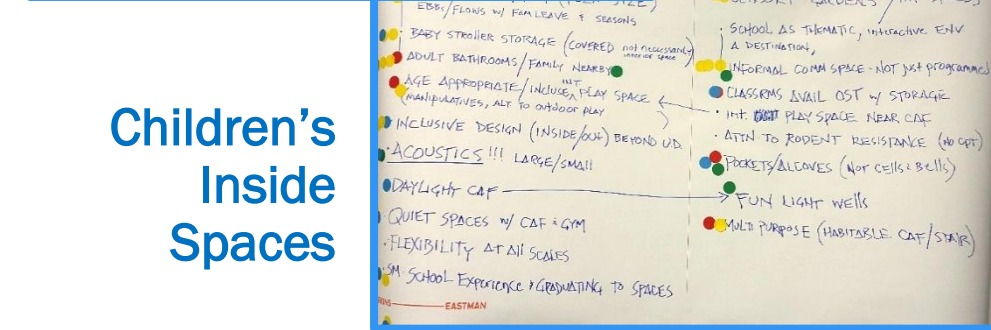 Children's
Inside
Spaces
EBBS/FLOWS W/ FAM LEAVE & SEASONS
· BABY STROLLER STORAGE (COVERED not necessarily
interior space
ADULT BATHROOMS/FAMILY NEARBY
AGE APPROPRIATE/INCLUSE, INT. PLAY SPACE
(MANIPULATIVES, ALT TO OUTDOOR PLAY
INCLUSIVE DESIGN (INSIDE/OUT) BEYOND U.D.
· ACOUSTICS!!! LARGE/SMALL
DAYLIGHT CAF
· QUIET SPACES W/ CAF & GYM
· FLEXIBILITY AT All SCALES
· SM. SCHOOL EXPERIENCE & GRADUATING TO SPACES
EASTMAN
· SCHOOL AS THEMATIC, interactive ENV
A DESTINATION,
INFORMAL COMM SPACE - NOT just programmed
CLASSRMS AVAIL OST W/ STORAGE
· INT. PLAY SPACE NEAR CAF
· ATTN TO RODENT RESISTANCE (NO CPT)
POCKETS/ALCOVES (NOT CELLS & BELLS)
FUN LIGHT WELLS
MULTI PURPOSE (HABITABLE CAF/STAIR)